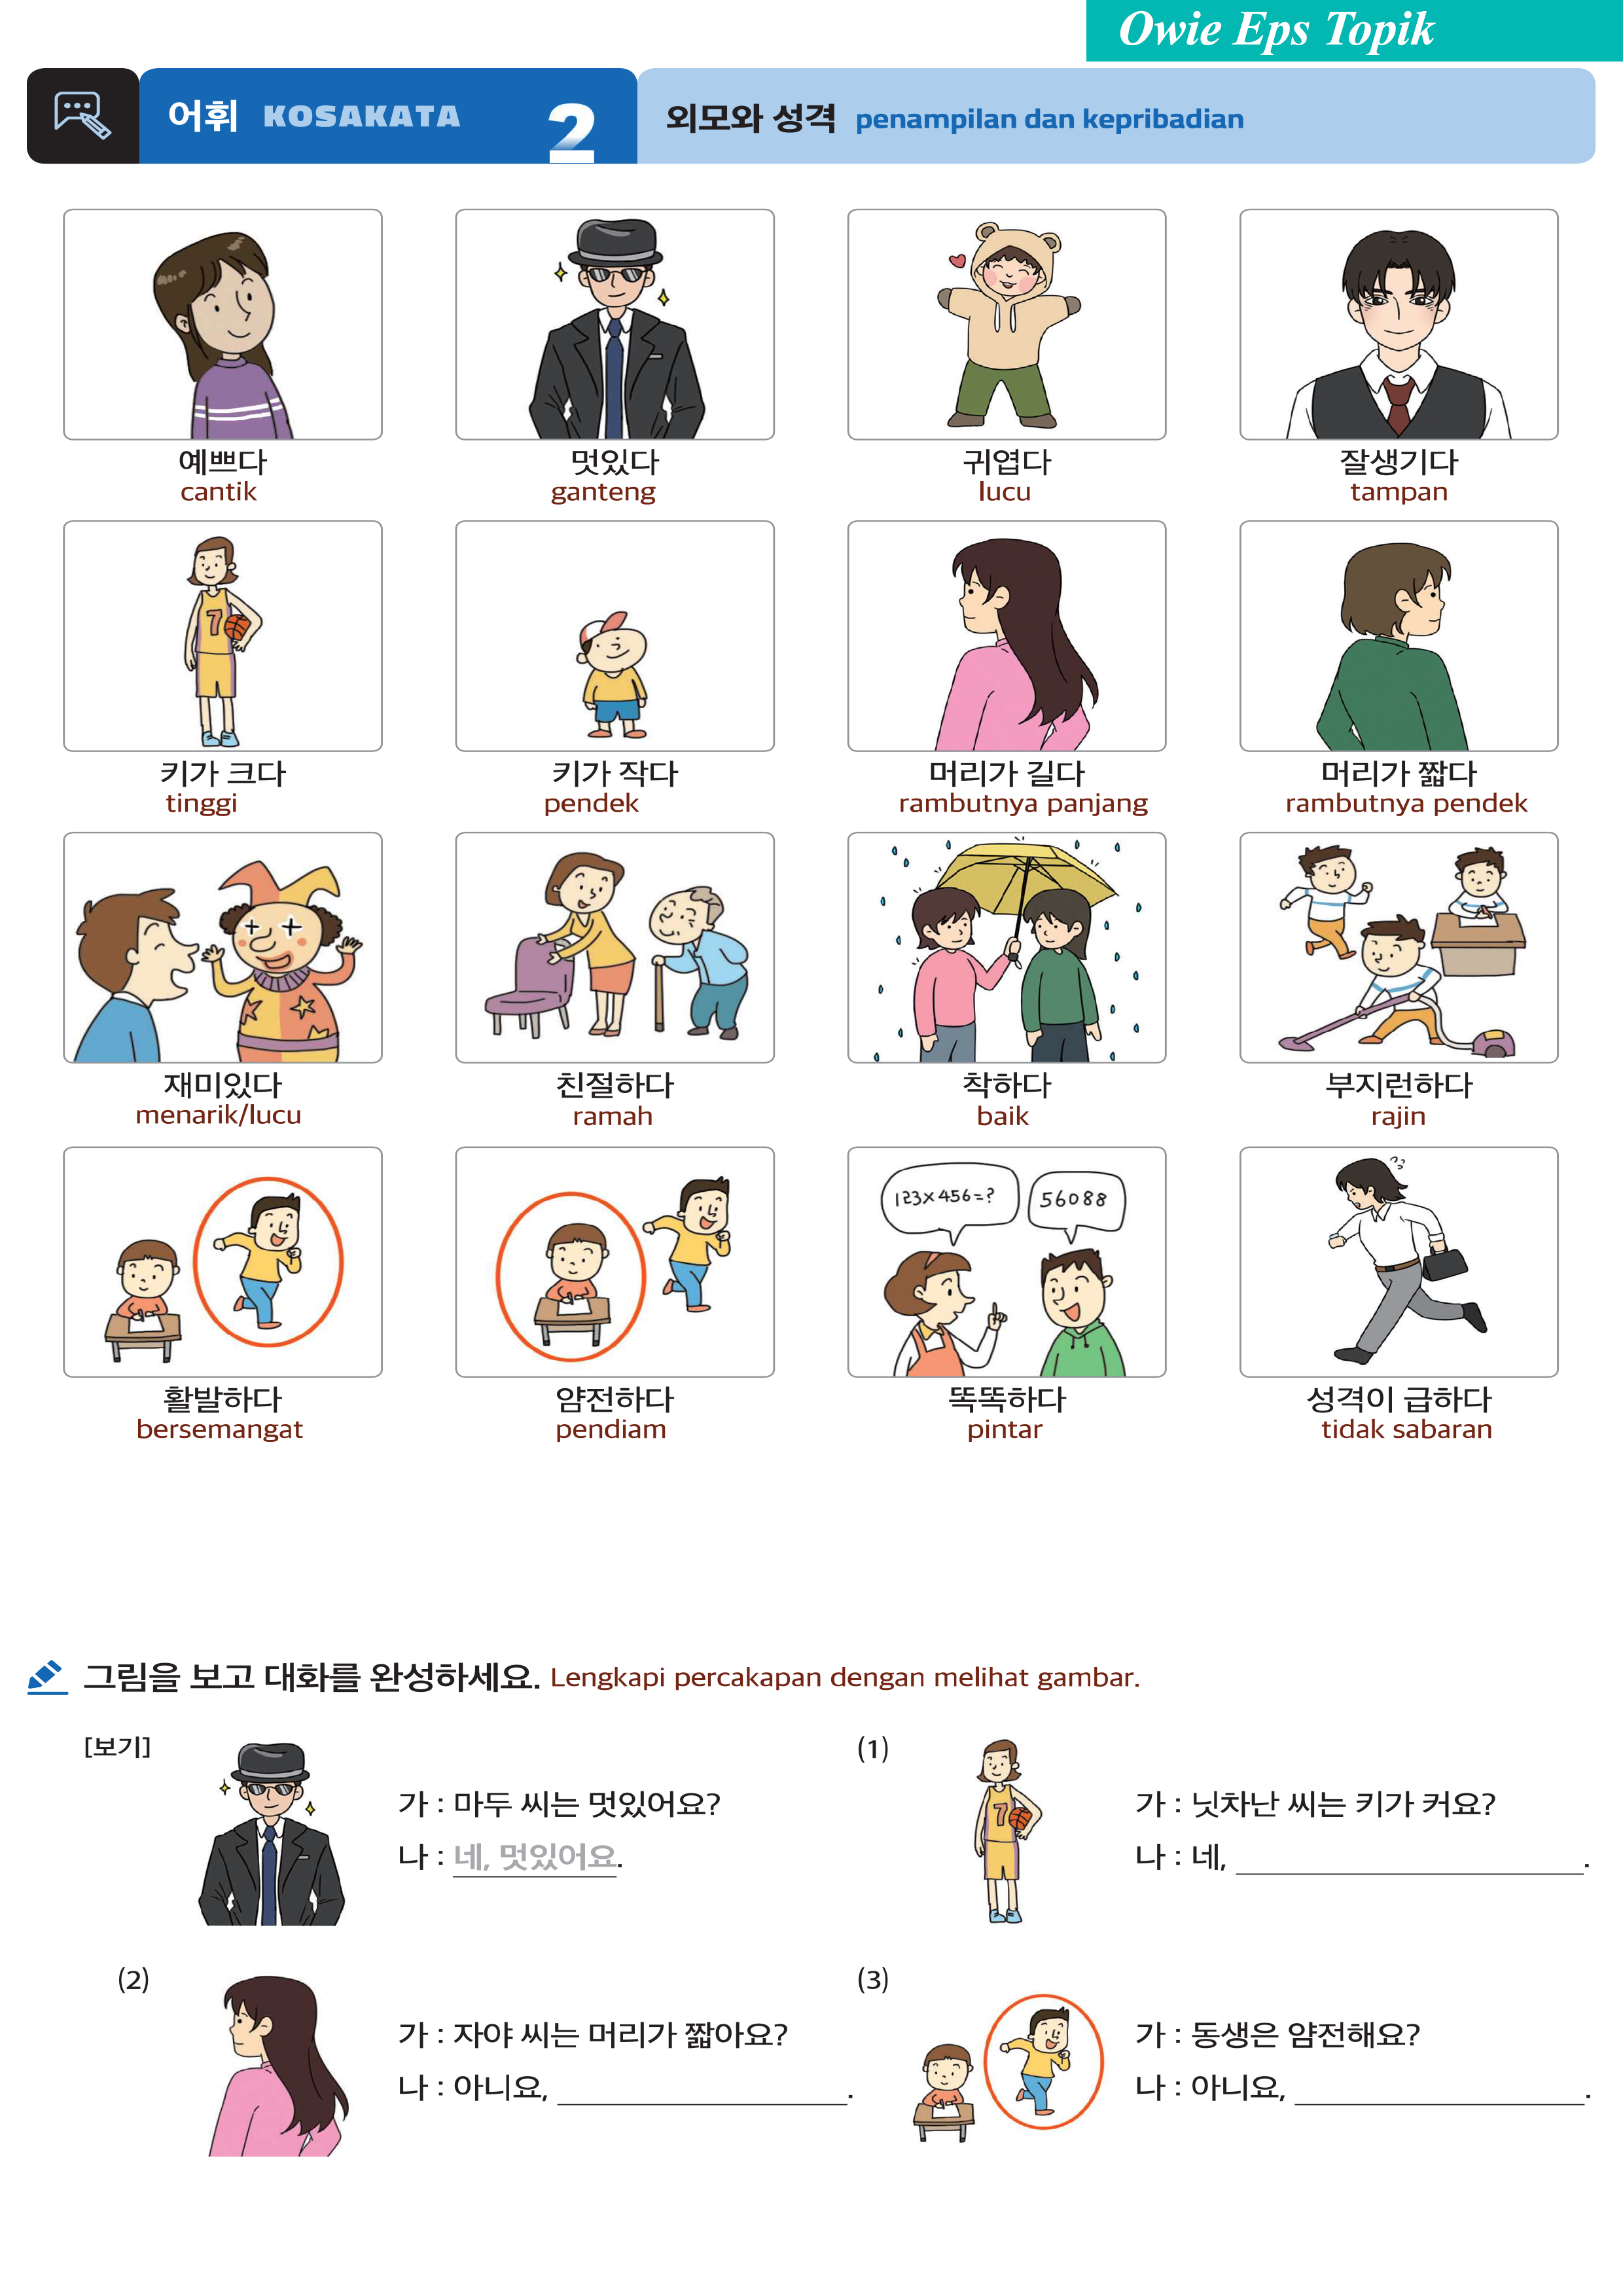 Owie Eps Topik
어휘 KOSAKATA 2 외모와 성격 penampilan dan kepribadian
예쁘다 멋있다 귀엽다 잘생기다
cantik ganteng lucu tampan
7
키가 크다 키가 작다 머리가 길다 머리가 짧다
tinggi pendek rambutnya panjang rambutnya pendek
재미있다 친절하다 착하다 부지런하다
menarik/lucu ramah baik rajin
123×456=? 56088
활발하다 얌전하다 똑똑하다 성격이 급하다
bersemangat pendiam pintar tidak sabaran
그림을 보고 대화를 완성하세요. Lengkapi percakapan dengan melihat gambar.
[보기]
가 : 마두 씨는 멋있어요?
나 : 네, 멋있어요.
(1)
7
가 : 닛차난 씨는 키가 커요?
나 : 네, .
(2)
가 : 자야 씨는 머리가 짧아요?
나 : 아니요, .
(3)
가 : 동생은 얌전해요?
나 : 아니요, .